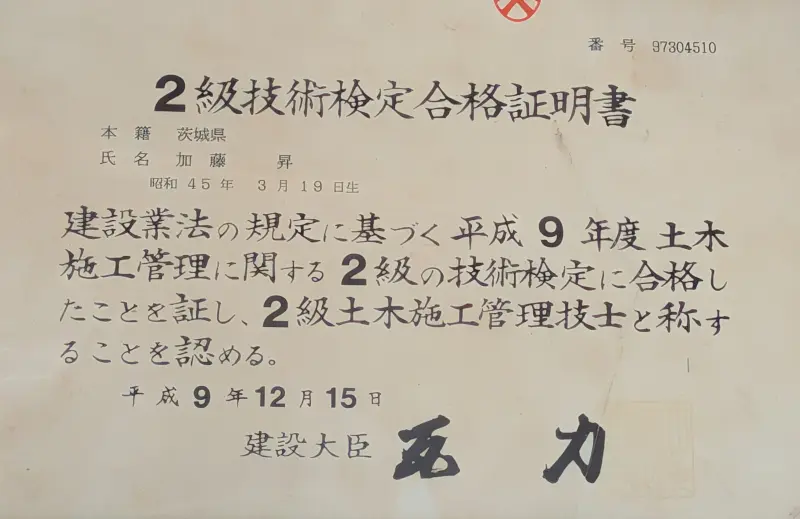 番号 97304510
2級技術検定合格証明書
本籍 茨城県
氏名 加藤 昇
昭和45年 3月19日生
建設業法の規定に基づく平成9年度土木
施工管理に関する2級の技術検定に合格し
たことを証し、2級土木施工管理技士と称す
ることを認める。
平成9年12月15日
建設大臣 瓦 力